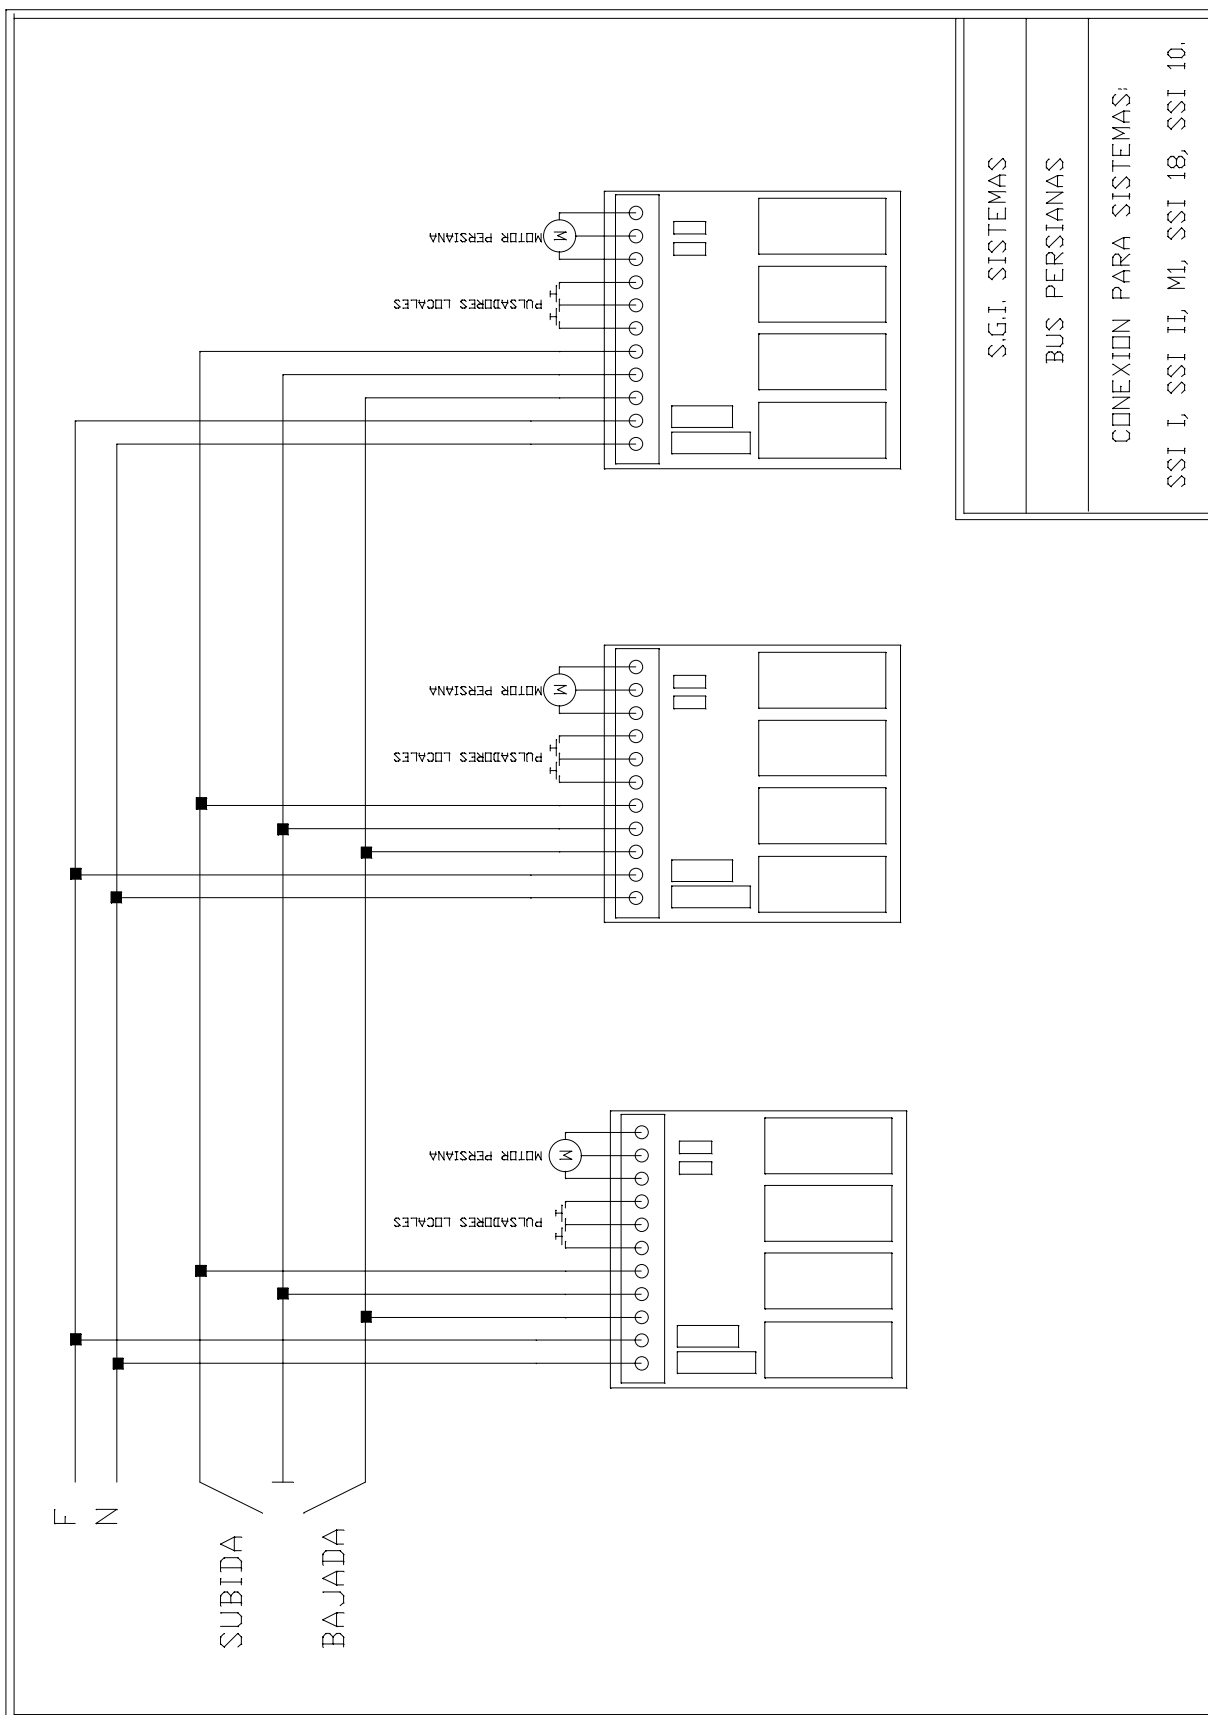 S.G.I. SISTEMAS
BUS PERSIANAS
CONEXION PARA SISTEMAS:
SSI I, SSI II, M1, SSI 18, SSI 10.
MOTOR PERSIANA
M
PULSADORES LOCALES
MOTOR PERSIANA
M
PULSADORES LOCALES
MOTOR PERSIANA
M
PULSADORES LOCALES
F
N
SUBIDA
BAJADA